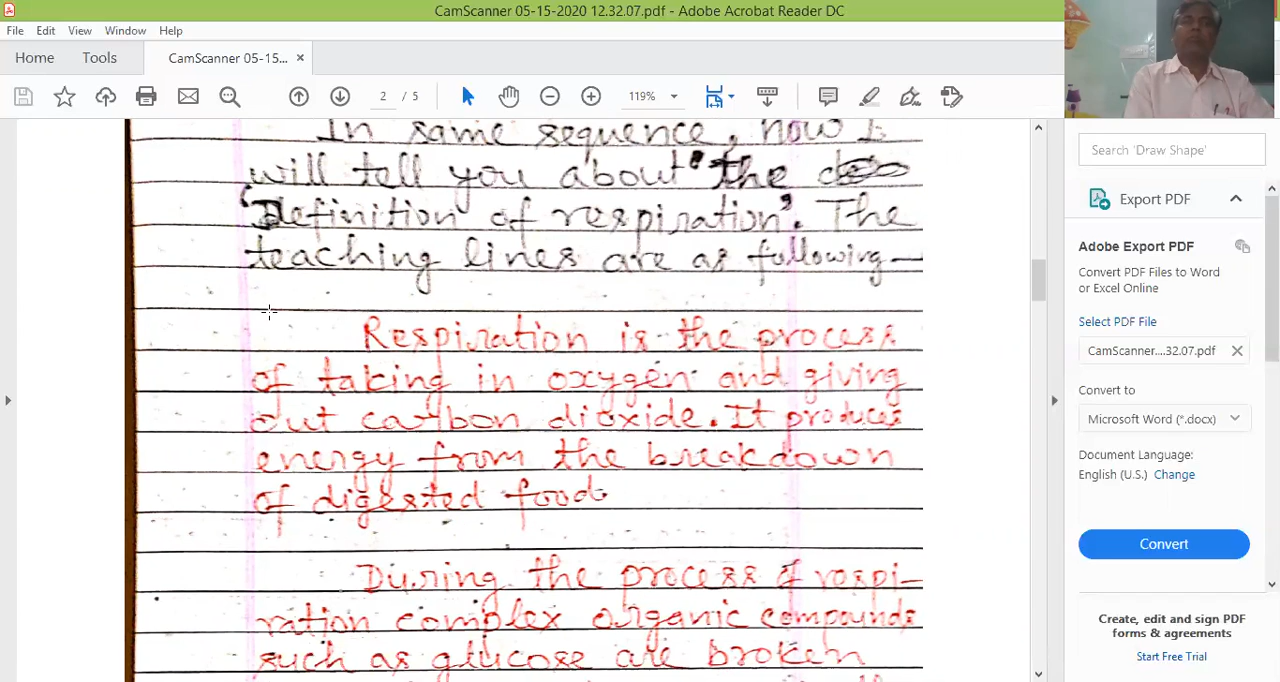 CamScanner 05-15-2020 12.32.07.pdf - Adobe Acrobat Reader DC
File Edit View Window Help
Home Tools CamScanner 05-15... ×
2 / 5 119%
In same sequence, now I
will tell you about "the
Definition of respiration". The
teaching lines are as following—
Respiration is the process
of taking in oxygen and giving
out carbon dioxide. It produces
energy from the breakdown
of digested food.
During the process of respi-
ration complex organic compounds
such as glucose are broken
Search 'Draw Shape'
Export PDF
Adobe Export PDF
Convert PDF Files to Word
or Excel Online
Select PDF File
CamScanner....32.07.pdf
Convert to
Microsoft Word (*.docx)
Document Language:
English (U.S.) Change
Convert
Create, edit and sign PDF
forms & agreements
Start Free Trial